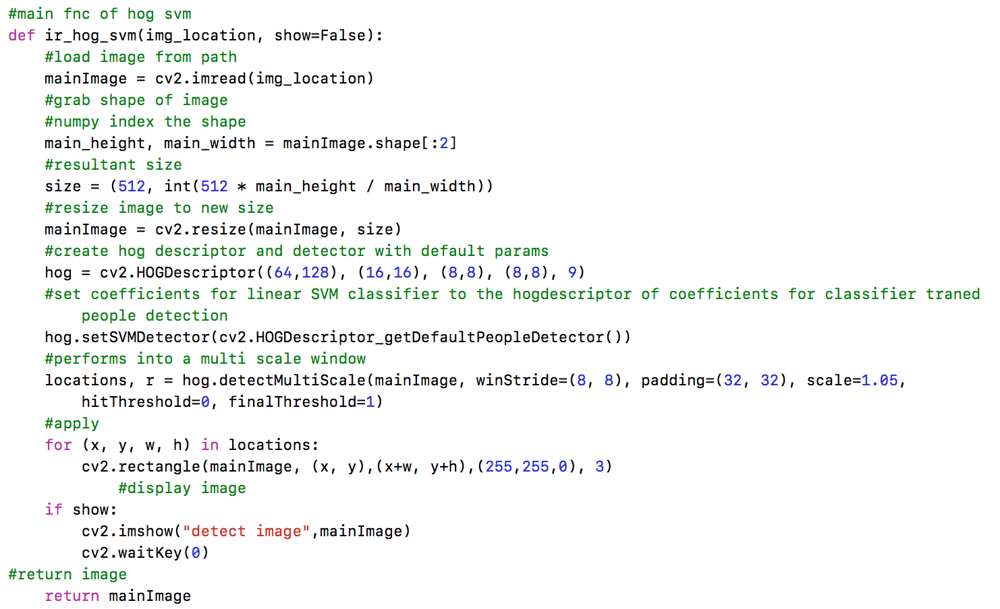 #main fnc of hog svm
def ir_hog_svm(img_location, show=False):
    #load image from path
    mainImage = cv2.imread(img_location)
    #grab shape of image
    #numpy index the shape
    main_height, main_width = mainImage.shape[:2]
    #resultant size
    size = (512, int(512 * main_height / main_width))
    #resize image to new size
    mainImage = cv2.resize(mainImage, size)
    #create hog descriptor and detector with default params
    hog = cv2.HOGDescriptor((64,128), (16,16), (8,8), (8,8), 9)
    #set coefficients for linear SVM classifier to the hogdescriptor of coefficients for classifier traned
        people detection
    hog.setSVMDetector(cv2.HOGDescriptor_getDefaultPeopleDetector())
    #performs into a multi scale window
    locations, r = hog.detectMultiScale(mainImage, winStride=(8, 8), padding=(32, 32), scale=1.05,
        hitThreshold=0, finalThreshold=1)
    #apply
    for (x, y, w, h) in locations:
        cv2.rectangle(mainImage, (x, y),(x+w, y+h),(255,255,0), 3)
            #display image
    if show:
        cv2.imshow("detect image",mainImage)
        cv2.waitKey(0)
#return image
    return mainImage